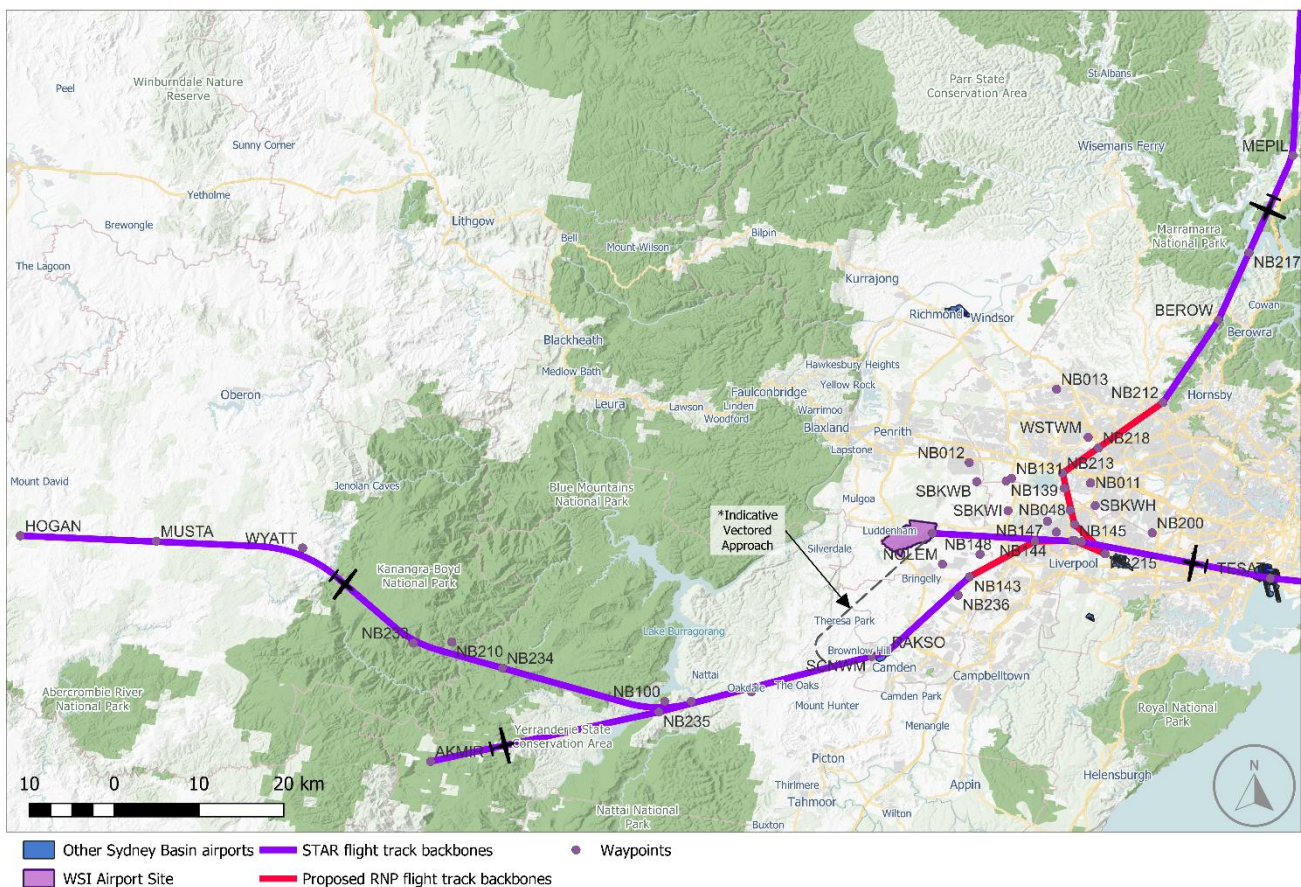 Peel
Winburndale Nature
Reserve
Sunny Corner
Yetholme
Brewongle
The Lagoon
Lithgow
Bell
Mount Wilson
Bilpin
Parr State
Conservation Area
St Albans
Wisemans Ferry
MEPIL
Marramarra
National Park
NB217
Cowan
Berowra
BEROW
Kurrajong
Richmond
Windsor
Blackheath
Medlow Bath
Leura
Lawson
Woodford
Linden
Faulconbridge
Hawkesbury Heights
Yellow Rock
Warrimoo
Blaxland
Penrith
Lapstone
Oberon
NB013
NB212
Hornsby
WSTWM
NB218
NB012
NB131
NB213
SBKWB
NB139
NB011
SBKWI
NB048
SBKWH
Mulgoa
Mount David
Jenolan Caves
Blue Mountains
National Park
*Indicative
Vectored
Approach
HOGAN
MUSTA
WYATT
Luddenham
NB147
NB145
NB200
Silverdale
NOLEM
NB148
NB144
Liverpool
NB215
TESAT
Kanangra-Boyd
National Park
Bringelly
NB143
NB236
Theresa Park
Lake Burragorang
NB233
NB210
NB234
Brownlow Hill
RAKSO
SCNWM
Camden
Nattai
Oakdale
The Oaks
Campbelltown
Camden Park
Abercrombie River
National Park
NB100
NB235
Mount Hunter
Menangle
Royal National
Park
Yerranderie State
Conservation Area
AKMIR
Picton
Thirlmere
Tahmoor
Appin
Helensburgh
Wilton
Buxton
Nattai National
Park
10 0 10 20 km
N
Other Sydney Basin airports
STAR flight track backbones
Waypoints
WSI Airport Site
Proposed RNP flight track backbones